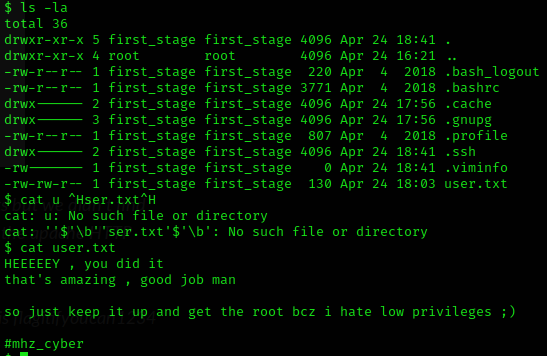 $ ls -la
total 36
drwxr-xr-x 5 first_stage first_stage 4096 Apr 24 18:41 .
drwxr-xr-x 4 root        root        4096 Apr 24 16:21 ..
-rw-r--r-- 1 first_stage first_stage  220 Apr  4  2018 .bash_logout
-rw-r--r-- 1 first_stage first_stage 3771 Apr  4  2018 .bashrc
drwx------ 2 first_stage first_stage 4096 Apr 24 17:56 .cache
drwx------ 3 first_stage first_stage 4096 Apr 24 17:56 .gnupg
-rw-r--r-- 1 first_stage first_stage  807 Apr  4  2018 .profile
drwx------ 2 first_stage first_stage 4096 Apr 24 18:41 .ssh
-rw------- 1 first_stage first_stage    0 Apr 24 18:41 .viminfo
-rw-rw-r-- 1 first_stage first_stage  130 Apr 24 18:03 user.txt
$ cat u ^Hser.txt^H
cat: u: No such file or directory
cat: ''$'\b''ser.txt'$'\b': No such file or directory
$ cat user.txt
HEEEEEY , you did it
that's amazing , good job man
so just keep it up and get the root bcz i hate low privileges ;)
#mhz_cyber
$